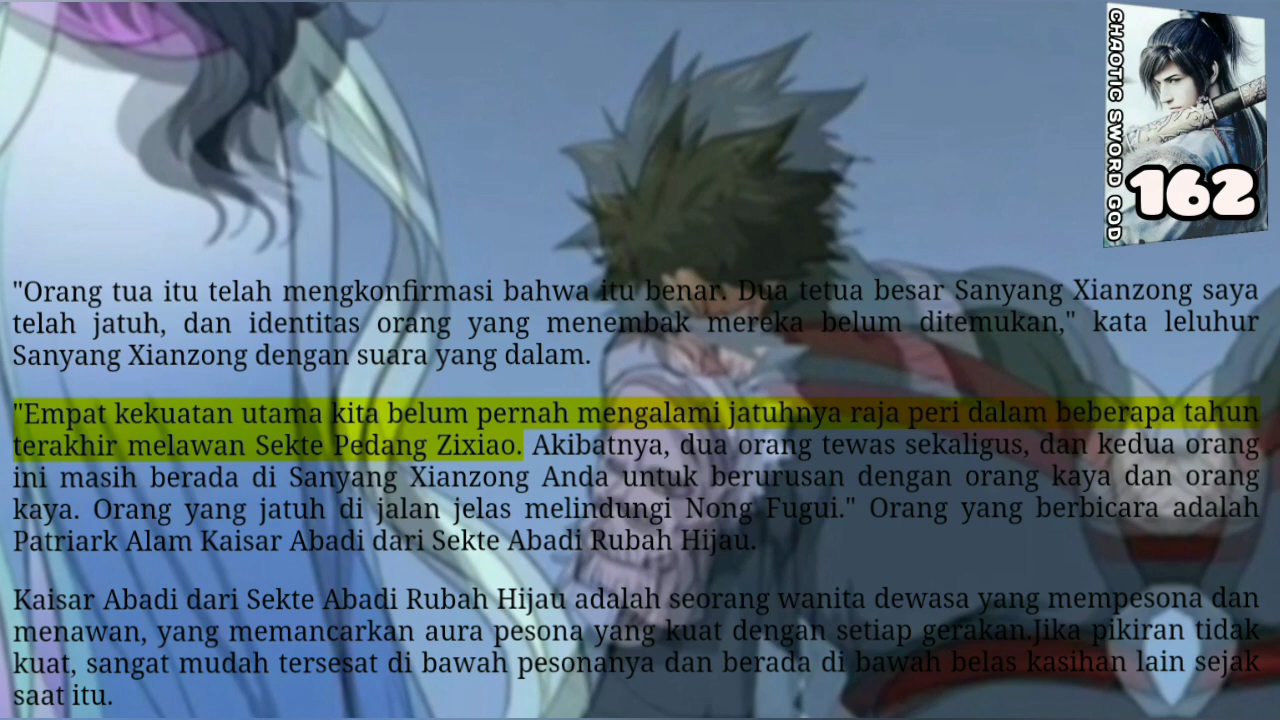 CHAOTIC SWORD GOD
162
"Orang tua itu telah mengkonfirmasi bahwa itu benar. Dua tetua besar Sanyang Xianzong saya
telah jatuh, dan identitas orang yang menembak mereka belum ditemukan," kata leluhur
Sanyang Xianzong dengan suara yang dalam.
"Empat kekuatan utama kita belum pernah mengalami jatuhnya raja peri dalam beberapa tahun
terakhir melawan Sekte Pedang Zixiao. Akibatnya, dua orang tewas sekaligus, dan kedua orang
ini masih berada di Sanyang Xianzong Anda untuk berurusan dengan orang kaya dan orang
kaya. Orang yang jatuh di jalan jelas melindungi Nong Fugui." Orang yang berbicara adalah
Patriark Alam Kaisar Abadi dari Sekte Abadi Rubah Hijau.
Kaisar Abadi dari Sekte Abadi Rubah Hijau adalah seorang wanita dewasa yang mempesona dan
menawan, yang memancarkan aura pesona yang kuat dengan setiap gerakan.Jika pikiran tidak
kuat, sangat mudah tersesat di bawah pesonanya dan berada di bawah belas kasihan lain sejak
saat itu.